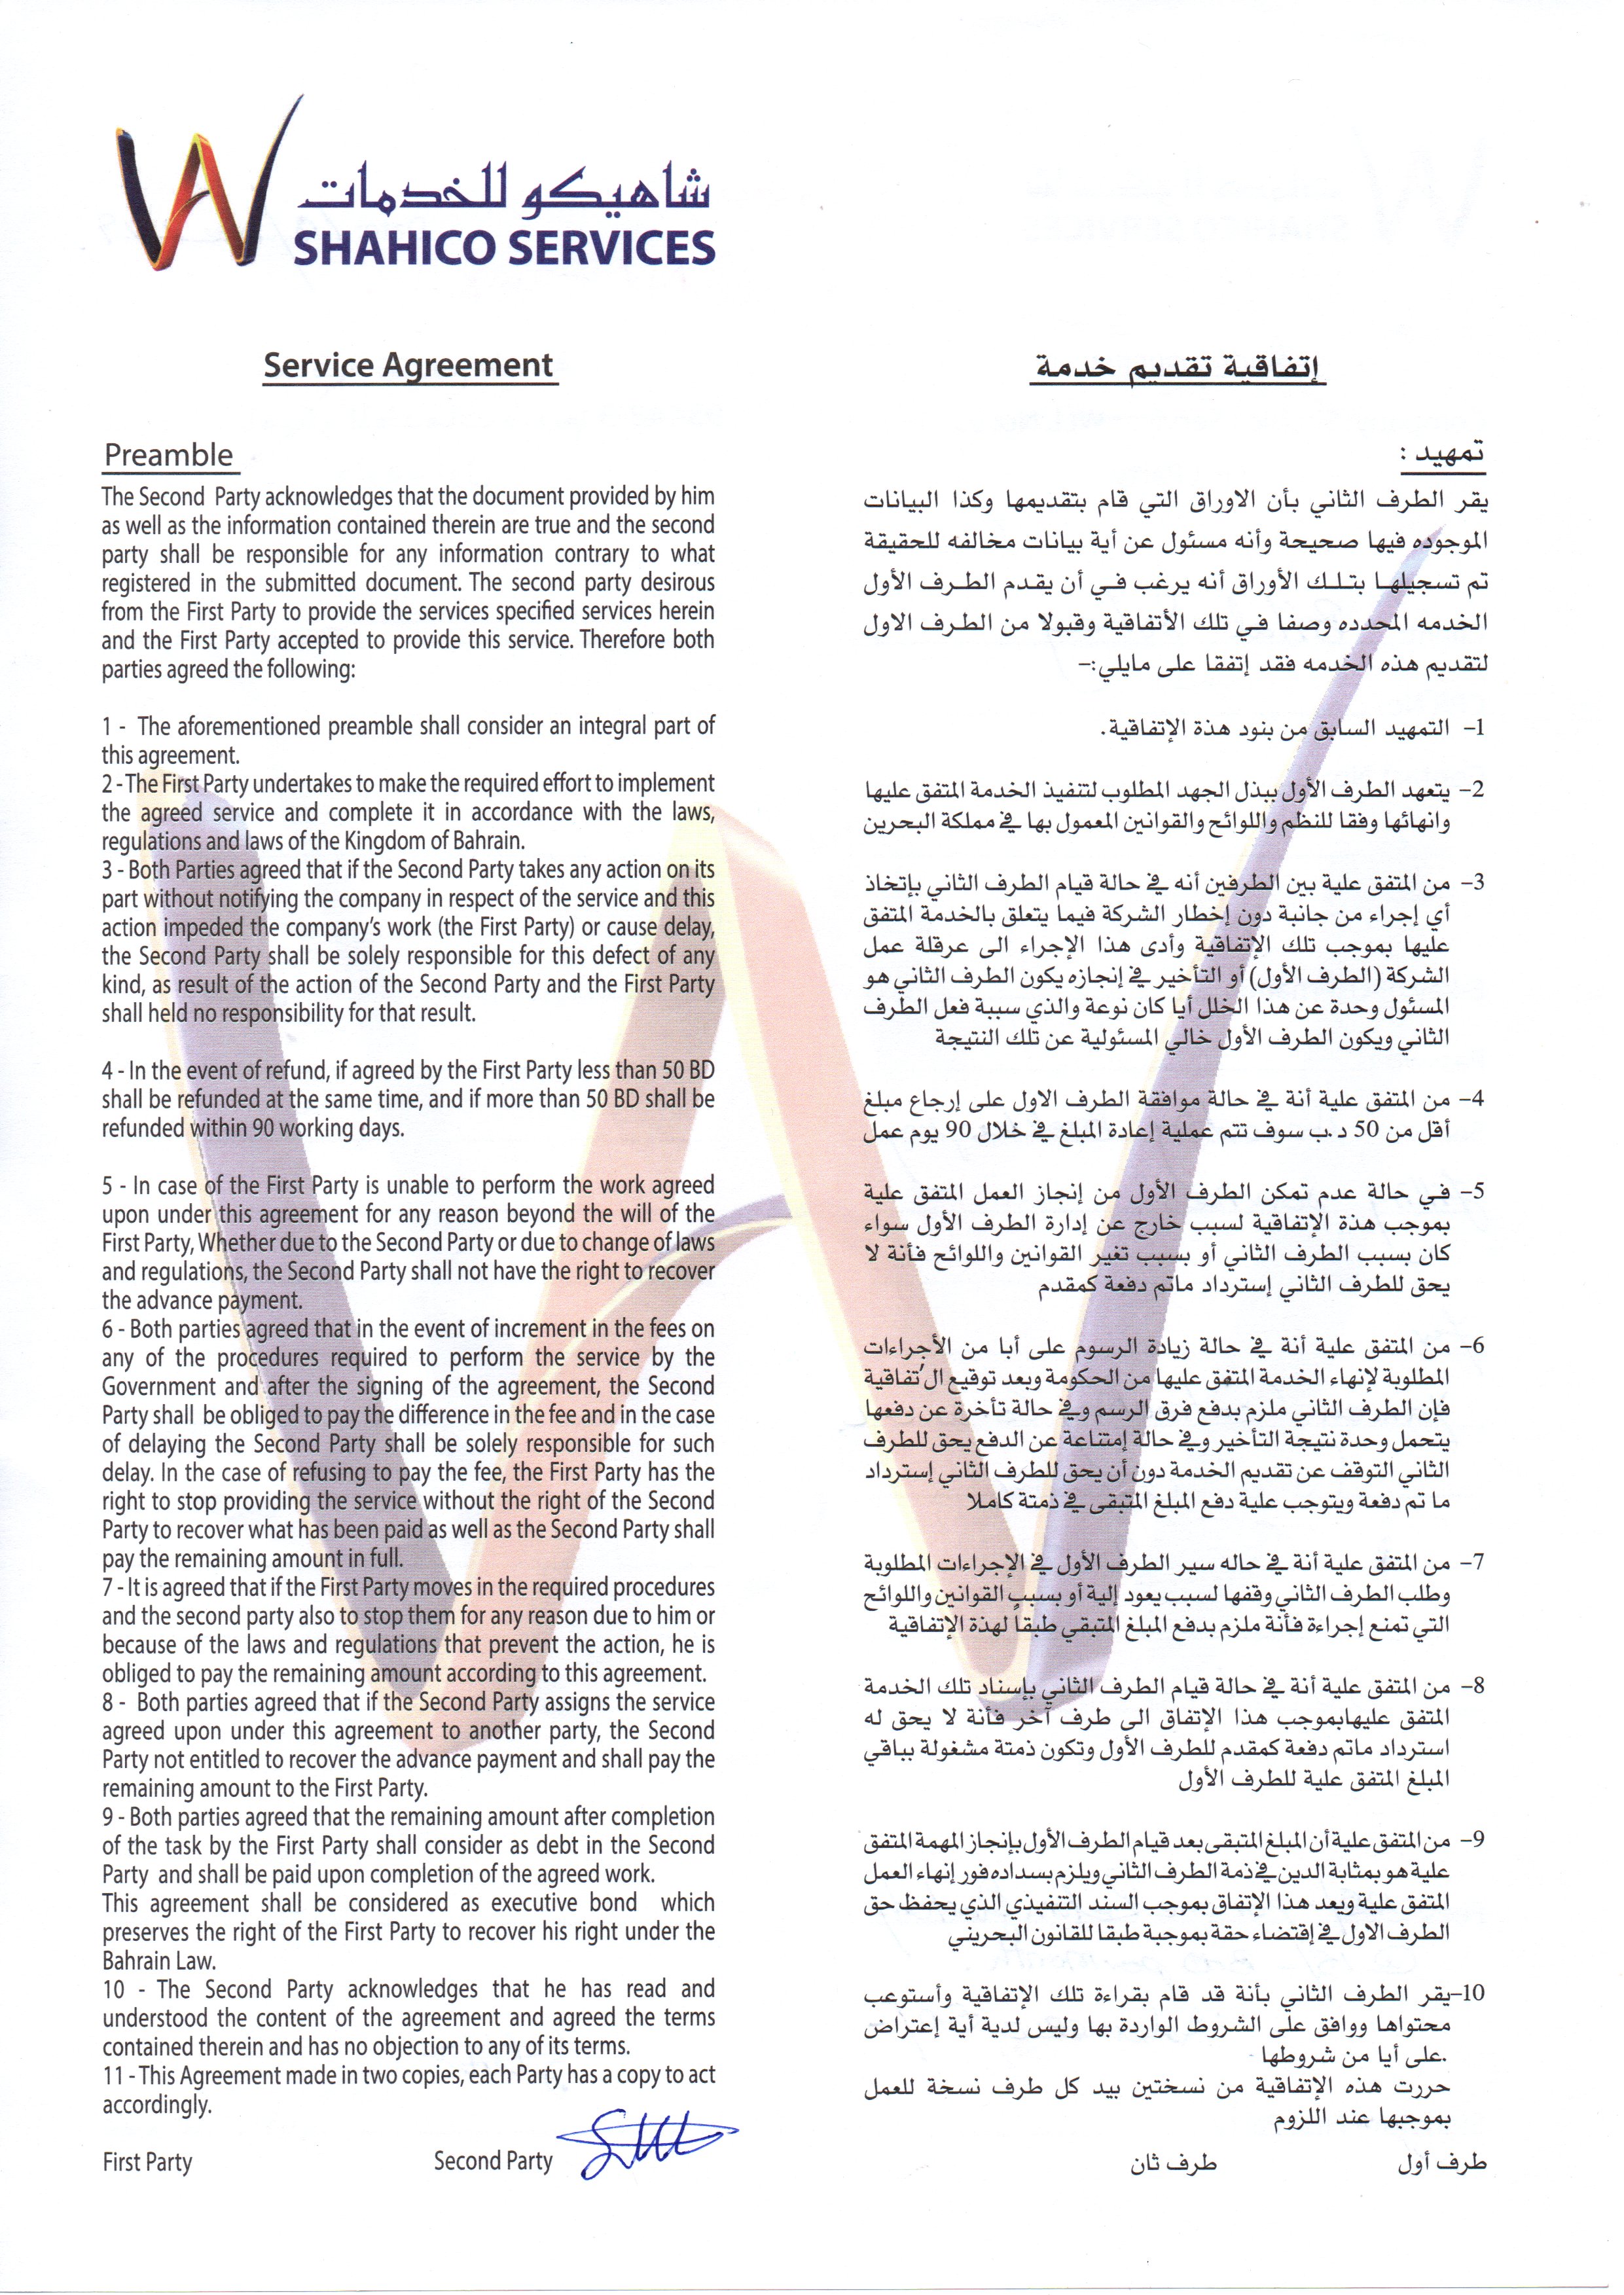 شاهيكو للخدمات
SHAHICO SERVICES
Service Agreement
Preamble
The Second Party acknowledges that the document provided by him
as well as the information contained therein are true and the second
party shall be responsible for any information contrary to what
registered in the submitted document. The second party desirous
from the First Party to provide the services specified services herein
and the First Party accepted to provide this service. Therefore both
parties agreed the following:
1 - The aforementioned preamble shall consider an integral part of
this agreement.
2 - The First Party undertakes to make the required effort to implement
the agreed service and complete it in accordance with the laws,
regulations and laws of the Kingdom of Bahrain.
3 - Both Parties agreed that if the Second Party takes any action on its
part without notifying the company in respect of the service and this
action impeded the company's work (the First Party) or cause delay,
the Second Party shall be solely responsible for this defect of any
kind, as result of the action of the Second Party and the First Party
shall held no responsibility for that result.
4 - In the event of refund, if agreed by the First Party less than 50 BD
shall be refunded at the same time, and if more than 50 BD shall be
refunded within 90 working days.
5 - In case of the First Party is unable to perform the work agreed
upon under this agreement for any reason beyond the will of the
First Party, Whether due to the Second Party or due to change of laws
and regulations, the Second Party shall not have the right to recover
the advance payment.
6 - Both parties agreed that in the event of increment in the fees on
any of the procedures required to perform the service by the
Government and after the signing of the agreement, the Second
Party shall be obliged to pay the difference in the fee and in the case
of delaying the Second Party shall be solely responsible for such
delay. In the case of refusing to pay the fee, the First Party has the
right to stop providing the service without the right of the Second
Party to recover what has been paid as well as the Second Party shall
pay the remaining amount in full.
7 - It is agreed that if the First Party moves in the required procedures
and the second party also to stop them for any reason due to him or
because of the laws and regulations that prevent the action, he is
obliged to pay the remaining amount according to this agreement.
8 - Both parties agreed that if the Second Party assigns the service
agreed upon under this agreement to another party, the Second
Party not entitled to recover the advance payment and shall pay the
remaining amount to the First Party.
9 - Both parties agreed that the remaining amount after completion
of the task by the First Party shall consider as debt in the Second
Party and shall be paid upon completion of the agreed work.
This agreement shall be considered as executive bond which
preserves the right of the First Party to recover his right under the
Bahrain Law.
10 - The Second Party acknowledges that he has read and
understood the content of the agreement and agreed the terms
contained therein and has no objection to any of its terms.
11 - This Agreement made in two copies, each Party has a copy to act
accordingly.
First Party
Second Party
إتفاقية تقديم خدمة
تمهيد :
يقر الطرف الثاني بأن الاوراق التي قام بتقديمها وكذا البيانات
الموجوده فيها صحيحة وأنه مسئول عن أية بيانات مخالفه للحقيقة
تم تسجيلها بتلك الأوراق أنه يرغب في أن يقدم الطرف الأول
الخدمه المحدده وصفا في تلك الأتفاقية وقبولا من الطرف الاول
لتقديم هذه الخدمه فقد إتفقا على مايلي:-
1- التمهيد السابق من بنود هذة الإتفاقية.
2- يتعهد الطرف الأول ببذل الجهد المطلوب لتنفيذ الخدمة المتفق عليها
وانهائها وفقا للنظم واللوائح والقوانين المعمول بها في مملكة البحرين
3- من المتفق علية بين الطرفين أنه في حالة قيام الطرف الثاني بإتخاذ
أي إجراء من جانبة دون إخطار الشركة فيما يتعلق بالخدمة المتفق
عليها بموجب تلك الإتفاقية وأدى هذا الإجراء الى عرقلة عمل
الشركة (الطرف الأول) أو التأخير في إنجازه يكون الطرف الثاني هو
المسئول وحدة عن هذا الخلل أيا كان نوعة والذي سببة فعل الطرف
الثاني ويكون الطرف الأول خالي المسئولية عن تلك النتيجة
4- من المتفق علية أنة في حالة موافقة الطرف الاول على إرجاع مبلغ
أقل من 50 د.ب سوف تتم عملية إعادة المبلغ في خلال 90 يوم عمل
5- في حالة عدم تمكن الطرف الأول من إنجاز العمل المتفق علية
بموجب هذة الإتفاقية لسبب خارج عن إدارة الطرف الأول سواء
كان بسبب الطرف الثاني أو بسبب تغير القوانين واللوائح فأنة لا
يحق للطرف الثاني إسترداد ماتم دفعة كمقدم
6- من المتفق علية أنة في حالة زيادة الرسوم على أبا من الأجراءات
المطلوبة لإنهاء الخدمة المتفق عليها من الحكومة وبعد توقيع ال'تفاقية
فإن الطرف الثاني ملزم بدفع فرق الرسم وفي حالة تأخرة عن دفعها
يتحمل وحدة نتيجة التأخير وفي حالة إمتناعة عن الدفع يحق للطرف
الثاني التوقف عن تقديم الخدمة دون أن يحق للطرف الثاني إسترداد
ما تم دفعة ويتوجب علية دفع المبلغ المتبقى في ذمتة كاملا
7- من المتفق علية أنة في حاله سير الطرف الأول في الإجراءات المطلوبة
وطلب الطرف الثاني وقفها لسبب يعود إلية أو بسبب القوانين واللوائح
التي تمنع إجراءة فأنة ملزم بدفع المبلغ المتبقي طبقاً لهدة الإتفاقية
8- من المتفق علية أنة في حالة قيام الطرف الثاني بإسناد تلك الخدمة
المتفق عليهابموجب هذا الإتفاق الى طرف آخر فأنة لا يحق له
استرداد ماتم دفعة كمقدم للطرف الأول وتكون ذمتة مشغولة بباقي
المبلغ المتفق علية للطرف الأول
9- من المتفق علية أن المبلغ المتبقى بعد قيام الطرف الأول بإنجاز المهمة المتفق
علية هو بمثابة الدين في ذمة الطرف الثاني ويلزم بسداده فور إنهاء العمل
المتفق علية ويعد هذا الإتفاق بموجب السند التنفيذي الذي يحفظ حق
الطرف الاول في إقتضاء حقة بموجبة طبقا للقانون البحريني
10-يقر الطرف الثاني بأنة قد قام بقراءة تلك الإتفاقية وأستوعب
محتواها ووافق على الشروط الواردة بها وليس لدية أية إعتراض
.على أيا من شروطها
حررت هذه الإتفاقية من نسختين بيد كل طرف نسخة للعمل
بموجبها عند اللزوم
طرف أول
طرف ثان